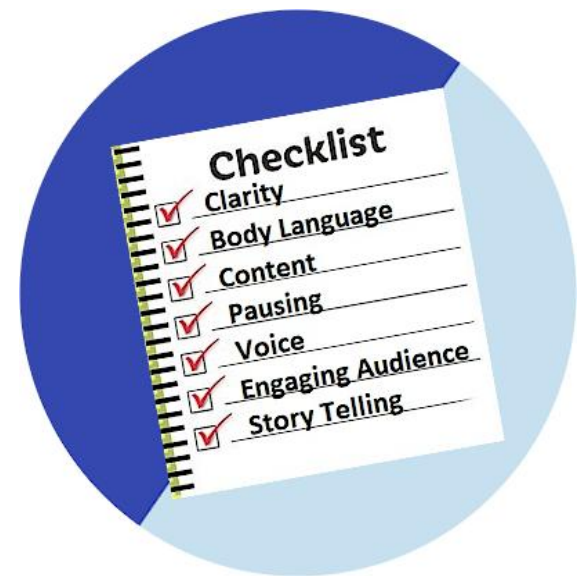 Checklist
Clarity
Body Language
Content
Pausing
Voice
Engaging Audience
Story Telling